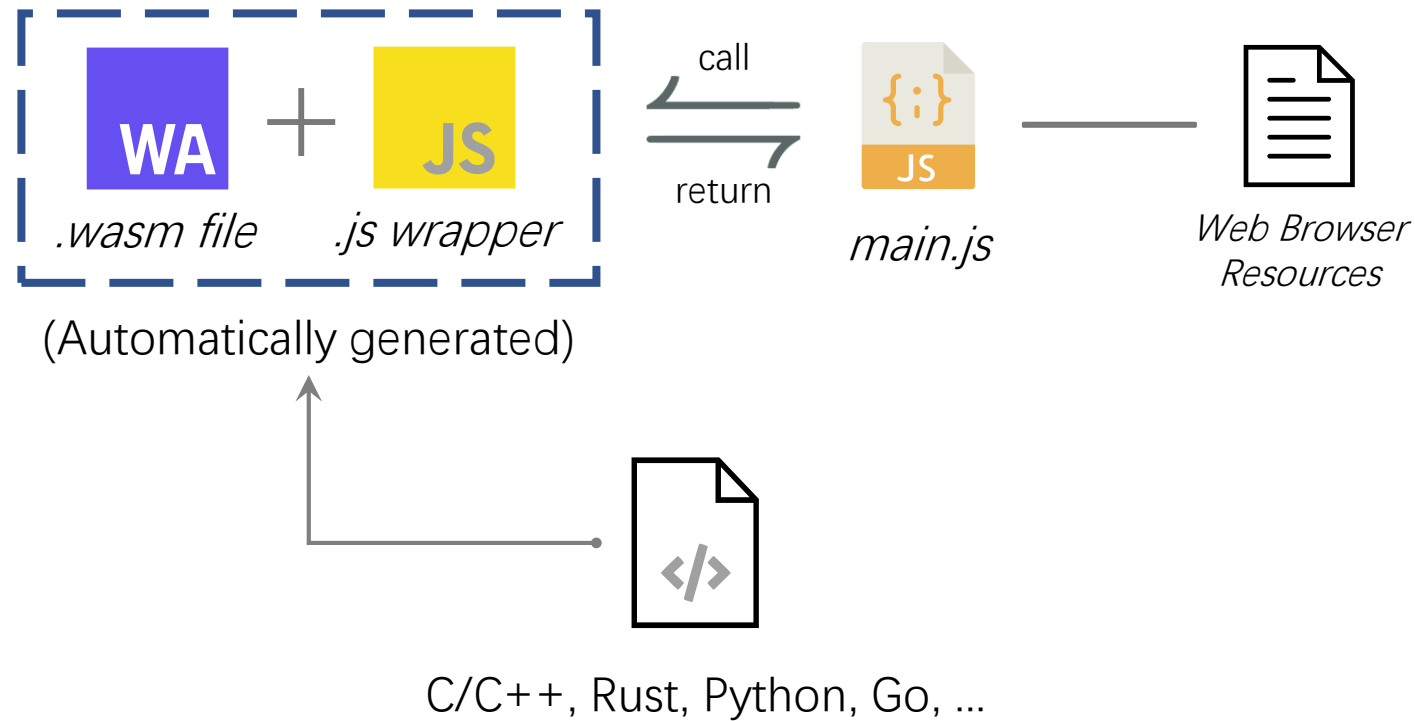 WA
JS
.wasm file
.js wrapper
(Automatically generated)
call
return
{;}
JS
main.js
Web Browser
Resources
</>
C/C++, Rust, Python, Go, ...